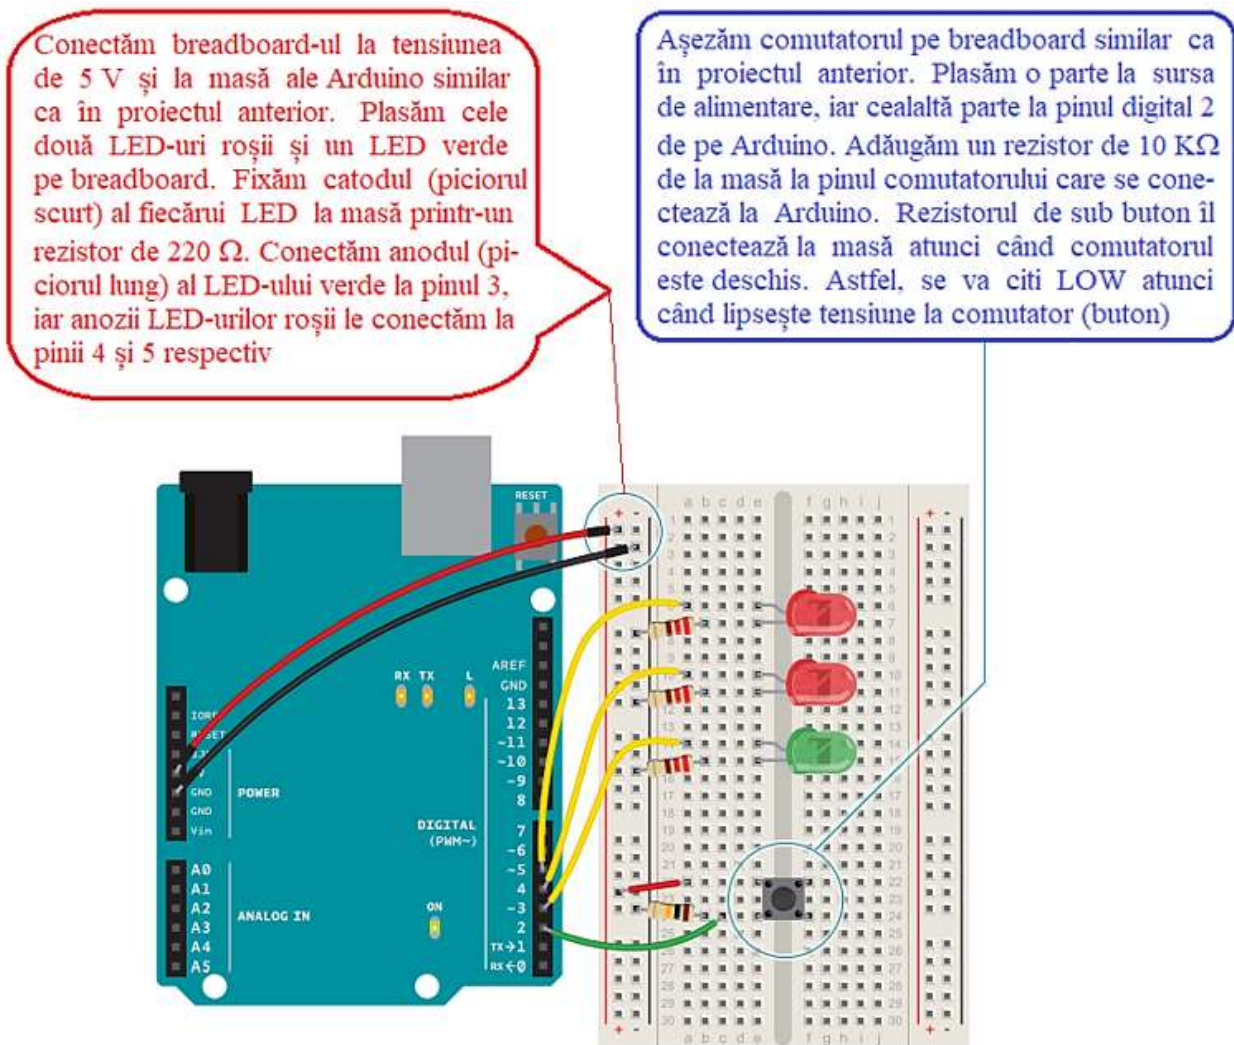 Conectăm breadboard-ul la tensiunea
de 5 V și la masă ale Arduino similar
ca în proiectul anterior. Plasăm cele
două LED-uri roșii și un LED verde
pe breadboard. Fixăm catodul (piciorul
scurt) al fiecărui LED la masă printr-un
rezistor de 220 Ω. Conectăm anodul (pi-
ciorul lung) al LED-ului verde la pinul 3,
iar anozii LED-urilor roșii le conectăm la
pinii 4 și 5 respectiv
Așezăm comutatorul pe breadboard similar ca
în proiectul anterior. Plasăm o parte la sursa
de alimentare, iar cealaltă parte la pinul digital 2
de pe Arduino. Adăugăm un rezistor de 10 KΩ
de la masă la pinul comutatorului care se cone-
ctează la Arduino. Rezistorul de sub buton îl
conectează la masă atunci când comutatorul
este deschis. Astfel, se va citi LOW atunci
când lipsește tensiune la comutator (buton)
RESET
AREF
GND
13
12
~11
~10
~9
8
7
~6
~5
4
~3
2
TX→1
RX←0
RX TX L
DIGITAL
(PWM~)
ON
GND
GND
Vin
POWER
A0
A1
A2
A3
A4
A5
ANALOG IN
+ -
a b c d e
f g h i j
+ -
+ -
a b c d e
f g h i j
+ -